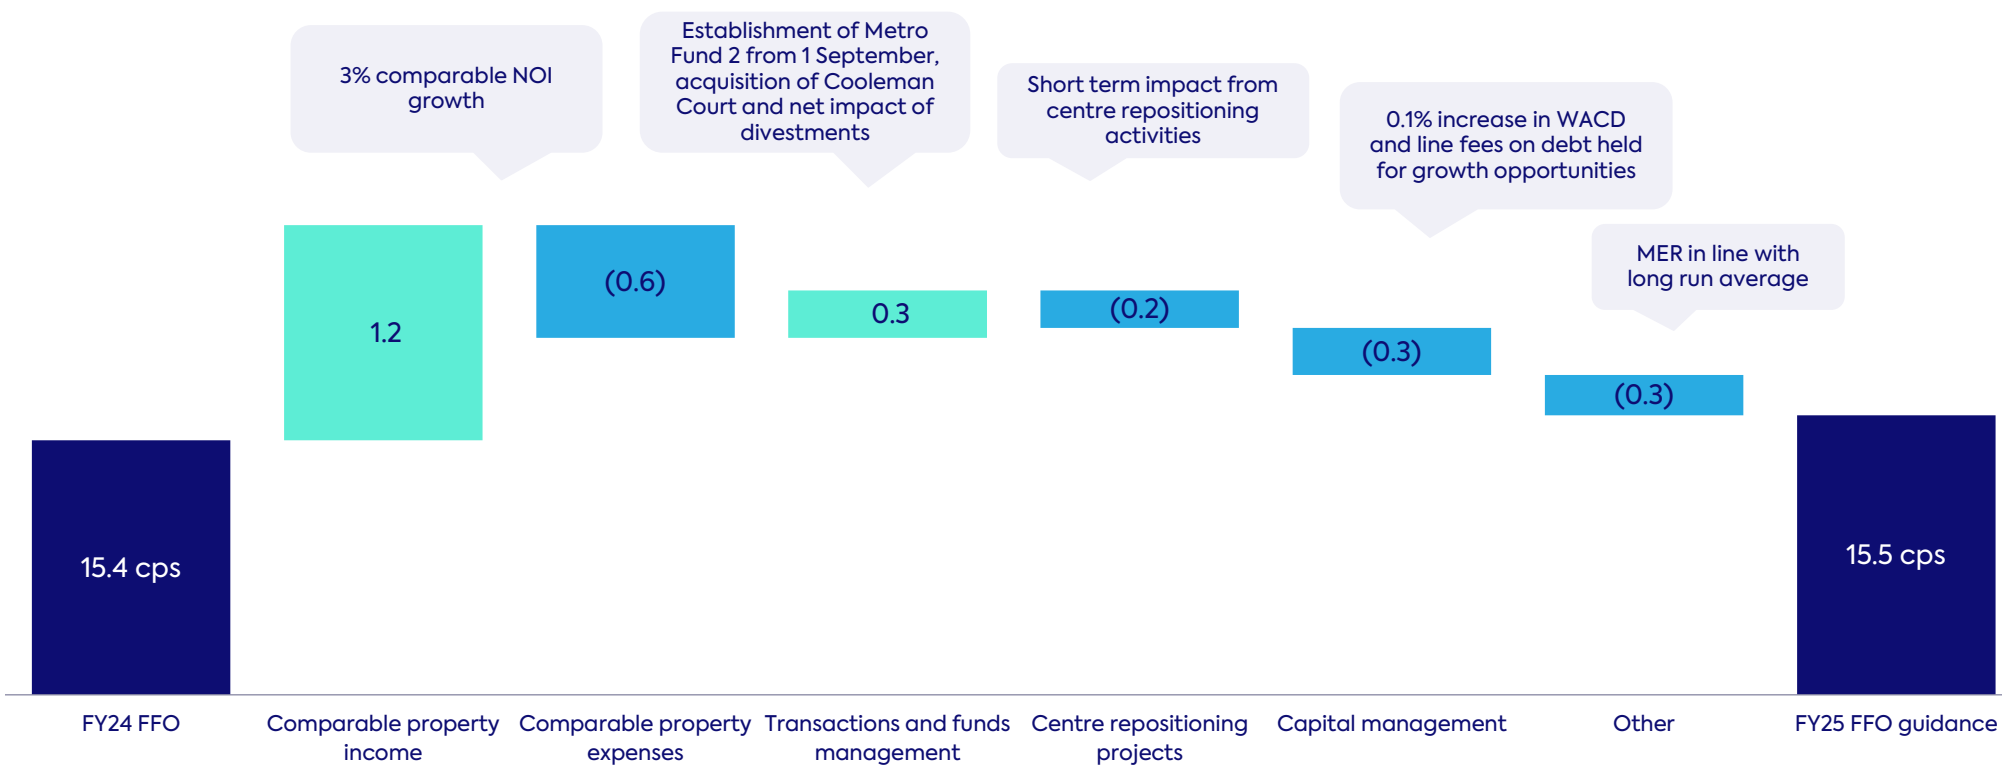 3% comparable NOI
growth
Establishment of Metro
Fund 2 from 1 September,
acquisition of Cooleman
Court and net impact of
divestments
Short term impact from
centre repositioning
activities
0.1% increase in WACD
and line fees on debt held
for growth opportunities
MER in line with
long run average
15.4 cps
1.2
(0.6)
0.3
(0.2)
(0.3)
(0.3)
15.5 cps
FY24 FFO
Comparable property
income
Comparable property
expenses
Transactions and funds
management
Centre repositioning
projects
Capital management
Other
FY25 FFO guidance